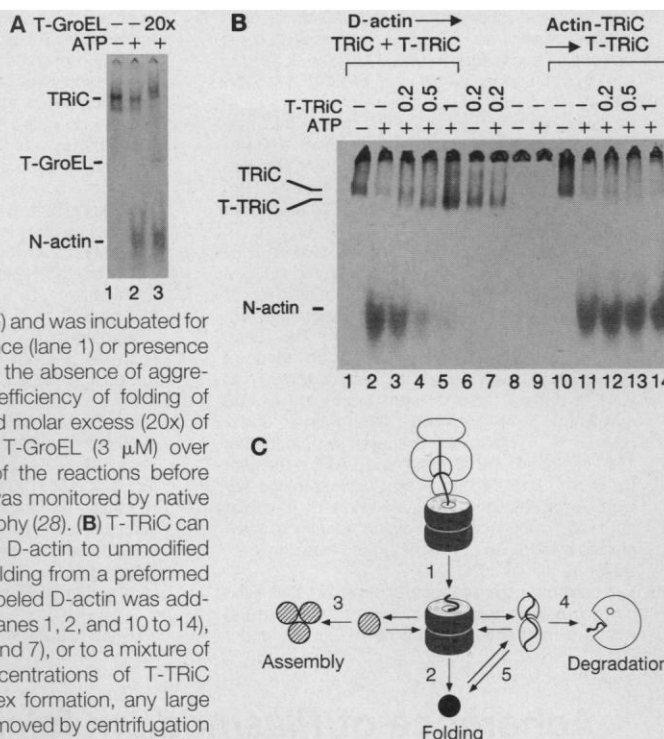 A T-GroEL – – 20x
ATP – + +
TRiC –
T-GroEL –
N-actin –
1 2 3
B D-actin ⟶ Actin-TRiC
TRiC + T-TRiC ⟶ T-TRiC
T-TRiC – – 0.2 0.5 1 0.2 0.2 – – – – 0.2 0.5 1
ATP – + + + + + + – + – + + + +
TRiC
T-TRiC
N-actin –
1 2 3 4 5 6 7 8 9 10 11 12 13 14
) and was incubated for
nce (lane 1) or presence
the absence of aggre-
efficiency of folding of
d molar excess (20x) of
T-GroEL (3 μM) over
of the reactions before
was monitored by native
phy (28). (B) T-TRiC can
D-actin to unmodified
lding from a preformed
beled D-actin was add-
anes 1, 2, and 10 to 14),
nd 7), or to a mixture of
centrations of T-TRiC
ex formation, any large
moved by centrifugation
C
1
3 4
Assembly 2 5 Degradation
Folding